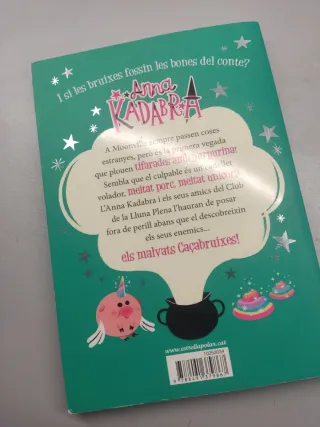 I si les bruixes fossin les bones del conte?
Anna
KADABRA
A Moonville sempre passen coses
estranyes, però és la primera vegada
que plouen tifarades amb purpurina!
Sembla que el culpable és un
volador, meitat porc, meitat unicorn.
L'Anna Kadabra i els seus amics del Club
de la Lluna Plena l'hauran de posar
fora de perill abans que el descobreixin
els seus enemics...
els malvats Caçabruixes!
www.estrellapolar.cat